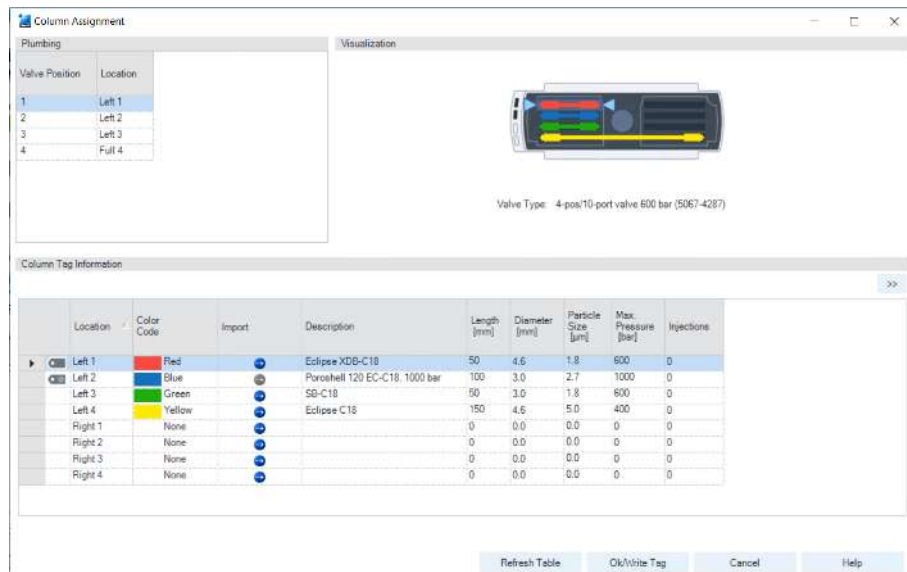 Column Assignment
Plumbing
Visualization
Valve Position Location
1 Left 1
2 Left 2
3 Left 3
4 Full 4
Valve Type: 4-pos/10-port valve 600 bar (5067-4287)
Column Tag Information
>>
Location Color Code Import Description Length [mm] Diameter [mm] Particle Size [µm] Max. Pressure [bar] Injections
Left 1 Red Eclipse XDB-C18 50 4.6 1.8 600 0
Left 2 Blue Poroshell 120 EC-C18, 1000 bar 100 3.0 2.7 1000 0
Left 3 Green SB-C18 50 3.0 1.8 600 0
Left 4 Yellow Eclipse C18 150 4.6 5.0 400 0
Right 1 None 0 0.0 0.0 0 0
Right 2 None 0 0.0 0.0 0 0
Right 3 None 0 0.0 0.0 0 0
Right 4 None 0 0.0 0.0 0 0
Refresh Table Ok/Write Tag Cancel Help